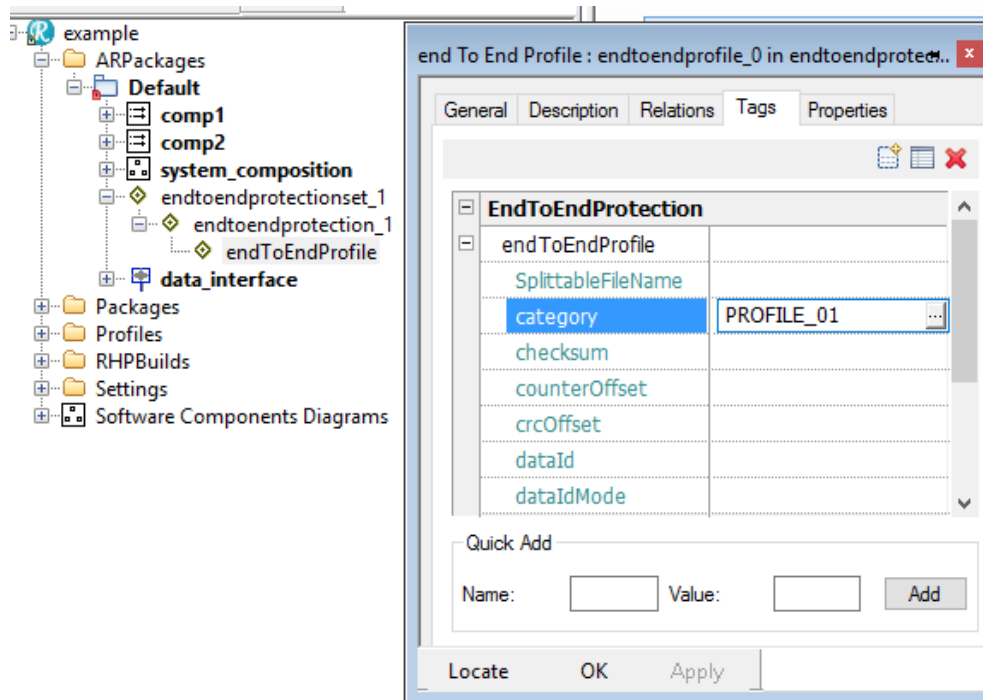 example
ARPackages
Default
comp1
comp2
system_composition
endtoendprotectionset_1
endtoendprotection_1
endToEndProfile
data_interface
Packages
Profiles
RHPBuilds
Settings
Software Components Diagrams
end To End Profile : endtoendprofile_0 in endtoendprotec..
General Description Relations Tags Properties
EndToEndProtection
endToEndProfile
SplittableFileName
category PROFILE_01 ...
checksum
counterOffset
crcOffset
dataId
dataIdMode
Quick Add
Name: Value: Add
Locate OK Apply